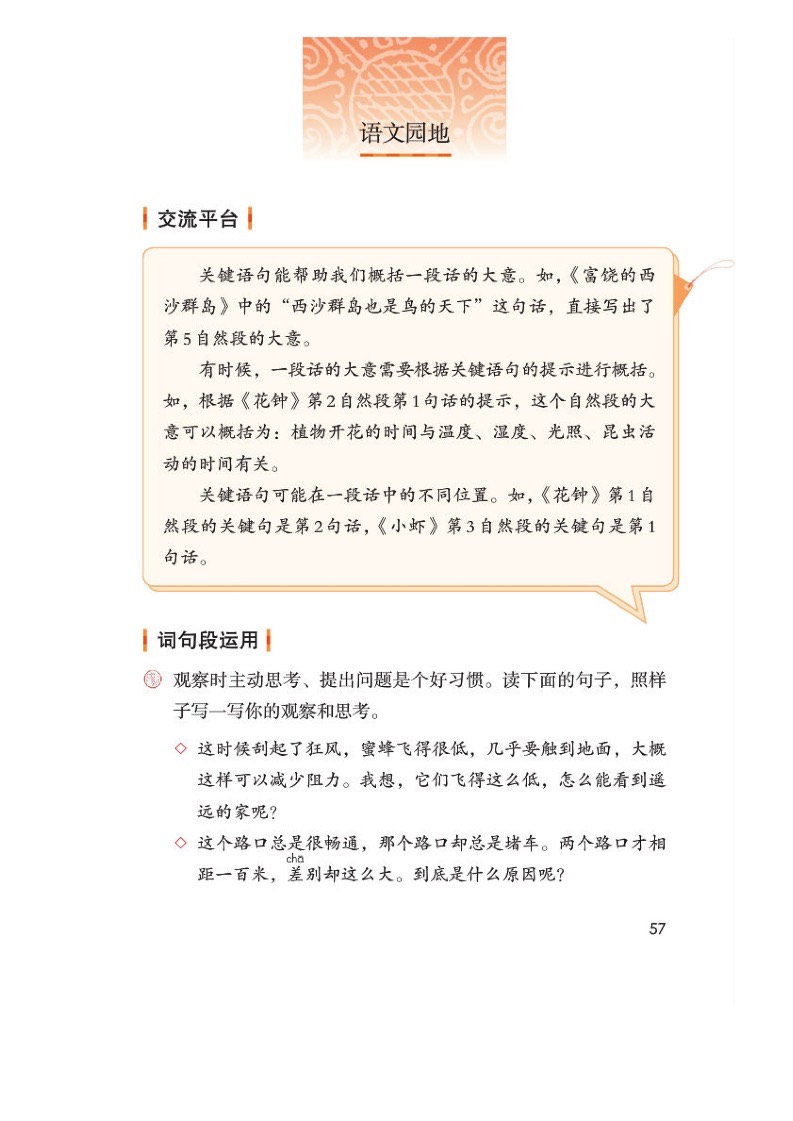 语文园地
交流平台
关键语句能帮助我们概括一段话的大意。如，《富饶的西
沙群岛》中的“西沙群岛也是鸟的天下”这句话，直接写出了
第5自然段的大意。
有时候，一段话的大意需要根据关键语句的提示进行概括。
如，根据《花钟》第2自然段第1句话的提示，这个自然段的大
意可以概括为：植物开花的时间与温度、湿度、光照、昆虫活
动的时间有关。
关键语句可能在一段话中的不同位置。如，《花钟》第1自
然段的关键句是第2句话，《小虾》第3自然段的关键句是第1
句话。
词句段运用
观察时主动思考、提出问题是个好习惯。读下面的句子，照样
子写一写你的观察和思考。
◇ 这时候刮起了狂风，蜜蜂飞得很低，几乎要触到地面，大概
这样可以减少阻力。我想，它们飞得这么低，怎么能看到遥
远的家呢？
◇ 这个路口总是很畅通，那个路口却总是堵车。两个路口才相
chā
距一百米，差别却这么大。到底是什么原因呢？
57